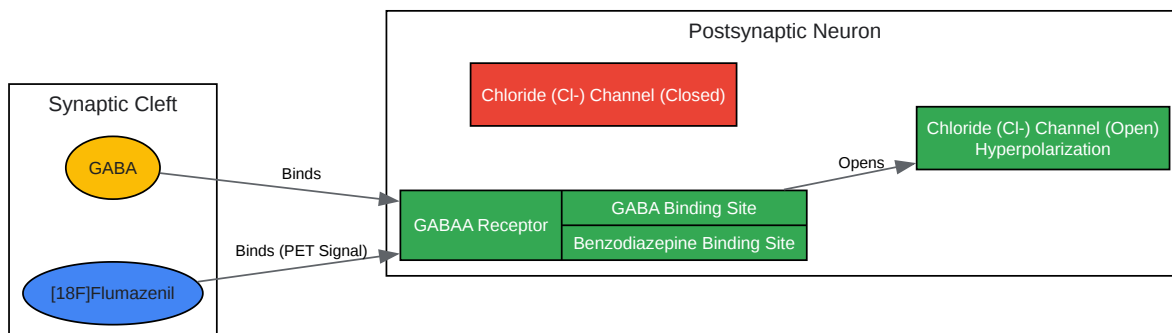 Synaptic Cleft
GABA
[18F]Flumazenil
Binds
Binds (PET Signal)
Postsynaptic Neuron
Chloride (Cl-) Channel (Closed)
GABAA Receptor
GABA Binding Site
Benzodiazepine Binding Site
Opens
Chloride (Cl-) Channel (Open)
Hyperpolarization